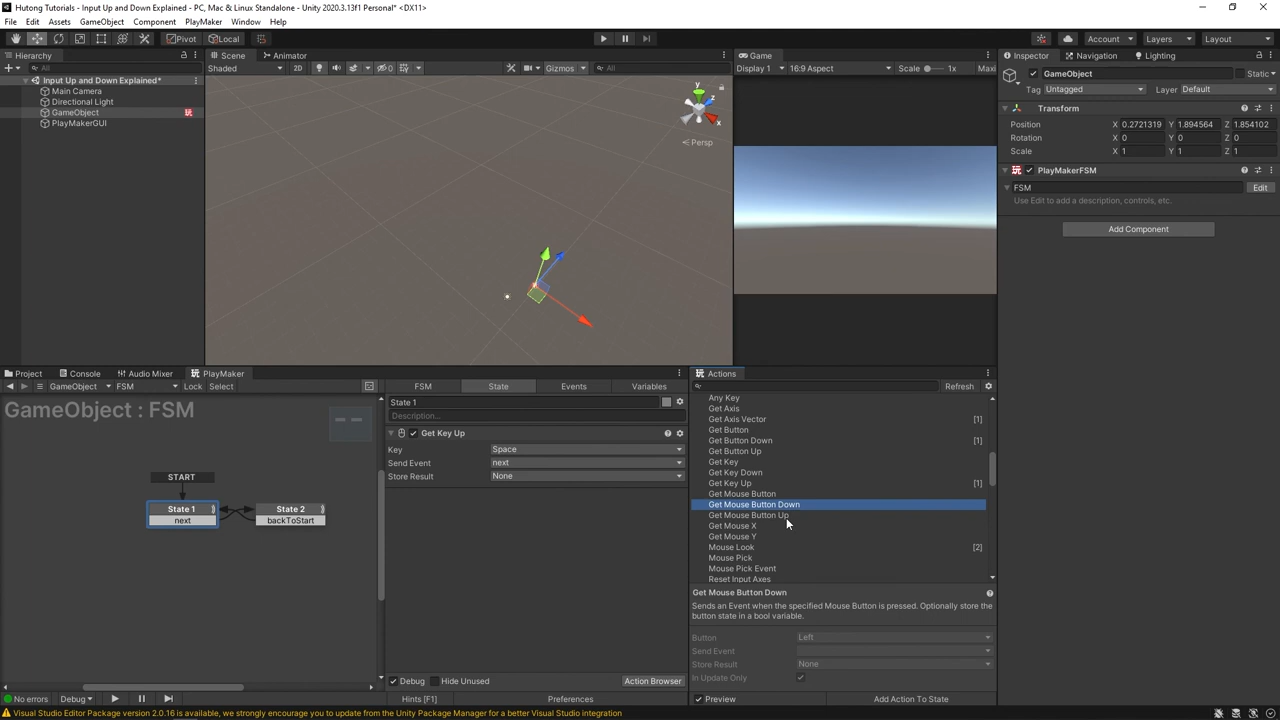 Hutong Tutorials - Input Up and Down Explained - PC, Mac & Linux Standalone - Unity 2020.3.13f1 Personal* <DX11>
File Edit Assets GameObject Component PlayMaker Window Help
Pivot Local Account Layers Layout
Hierarchy
All
Input Up and Down Explained*
Main Camera
Directional Light
GameObject
PlayMakerGUI
Scene Animator
Shaded 2D 0 Gizmos All
y
z
x
Persp
Game
Display 1 16:9 Aspect Scale 1x Maxi
Inspector Navigation Lighting
GameObject Static
Tag Untagged Layer Default
Transform
Position X 0.2721319 Y 1.894564 Z 1.854102
Rotation X 0 Y 0 Z 0
Scale X 1 Y 1 Z 1
PlayMakerFSM
FSM Edit
Use Edit to add a description, controls, etc.
Add Component
Project Console Audio Mixer PlayMaker
GameObject FSM Lock Select
GameObject : FSM
START
State 1
next
State 2
backToStart
FSM State Events Variables
State 1
Description...
Get Key Up
Key Space
Send Event next
Store Result None
Debug Hide Unused Action Browser
No errors Debug Hints [F1] Preferences
Actions
Refresh
Any Key
Get Axis
Get Axis Vector [1]
Get Button
Get Button Down [1]
Get Button Up
Get Key
Get Key Down
Get Key Up [1]
Get Mouse Button
Get Mouse Button Down
Get Mouse Button Up
Get Mouse X
Get Mouse Y
Mouse Look [2]
Mouse Pick
Mouse Pick Event
Reset Input Axes
Get Mouse Button Down
Sends an Event when the specified Mouse Button is pressed. Optionally store the
button state in a bool variable.
Button Left
Send Event
Store Result None
In Update Only
Preview Add Action To State
Visual Studio Editor Package version 2.0.16 is available, we strongly encourage you to update from the Unity Package Manager for a better Visual Studio integration